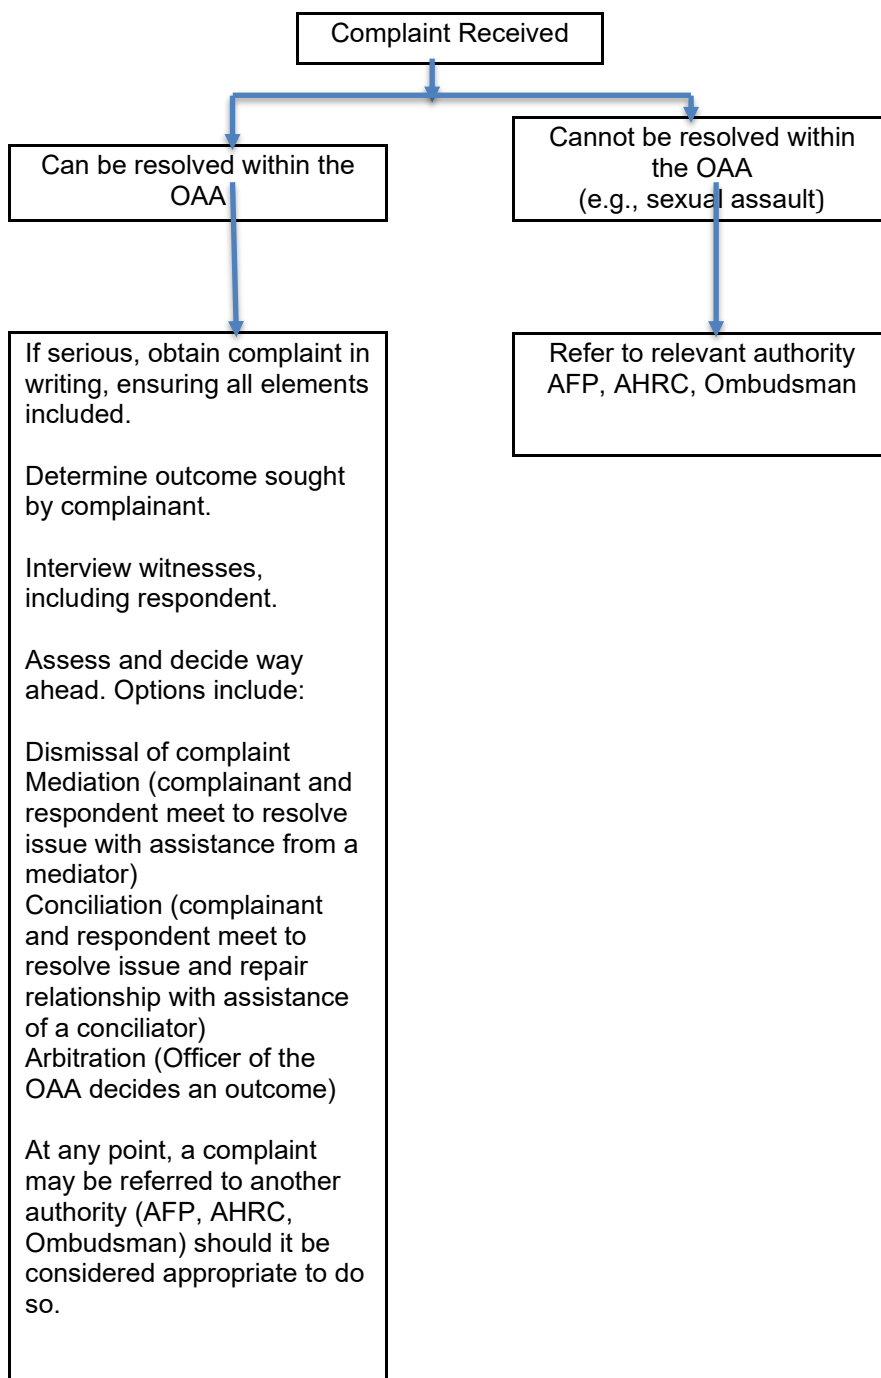 Complaint Received
Can be resolved within the
OAA
Cannot be resolved within
the OAA
(e.g., sexual assault)
If serious, obtain complaint in
writing, ensuring all elements
included.
Determine outcome sought
by complainant.
Interview witnesses,
including respondent.
Assess and decide way
ahead. Options include:
Dismissal of complaint
Mediation (complainant and
respondent meet to resolve
issue with assistance from a
mediator)
Conciliation (complainant
and respondent meet to
resolve issue and repair
relationship with assistance
of a conciliator)
Arbitration (Officer of the
OAA decides an outcome)
At any point, a complaint
may be referred to another
authority (AFP, AHRC,
Ombudsman) should it be
considered appropriate to do
so.
Refer to relevant authority
AFP, AHRC, Ombudsman